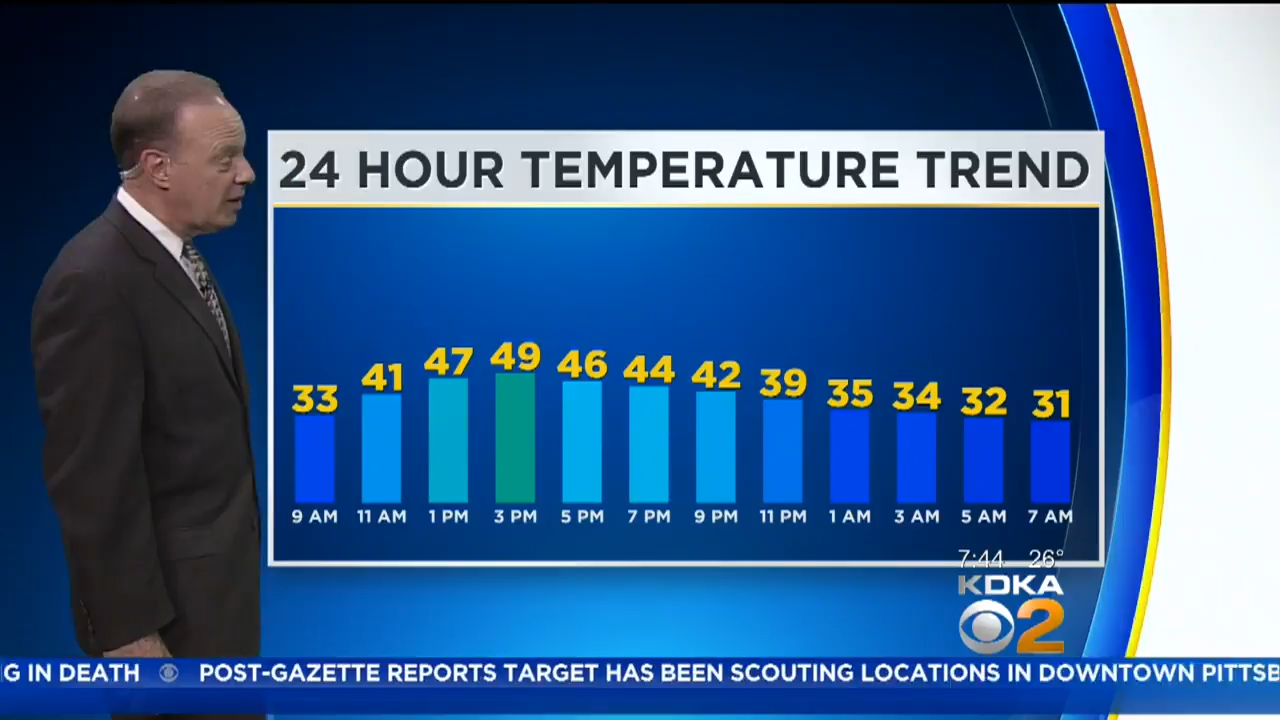 24 HOUR TEMPERATURE TREND
33 41 47 49 46 44 42 39 35 34 32 31
9 AM 11 AM 1 PM 3 PM 5 PM 7 PM 9 PM 11 PM 1 AM 3 AM 5 AM 7 AM
7:44 26°
KDKA
2
G IN DEATH POST-GAZETTE REPORTS TARGET HAS BEEN SCOUTING LOCATIONS IN DOWNTOWN PITTSB